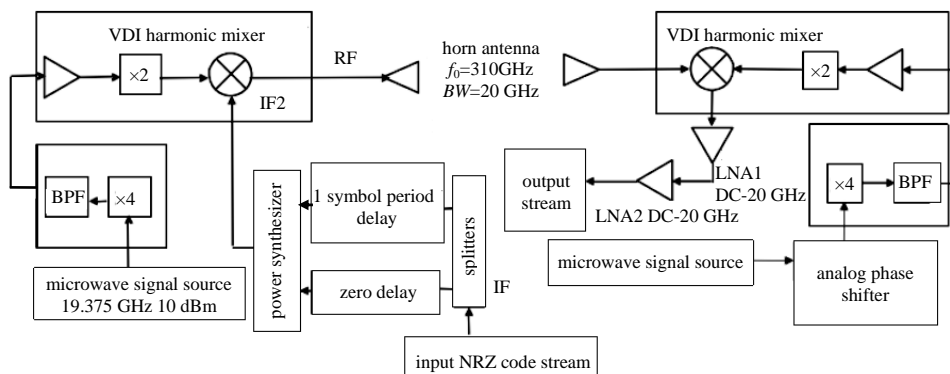 VDI harmonic mixer
×2
RF
IF2
BPF
×4
microwave signal source
19.375 GHz 10 dBm
power synthesizer
1 symbol period
delay
zero delay
splitters
IF
input NRZ code stream
horn antenna
f₀=310GHz
BW=20 GHz
VDI harmonic mixer
×2
LNA1
DC-20 GHz
LNA2 DC-20 GHz
output
stream
×4
BPF
microwave signal source
analog phase
shifter